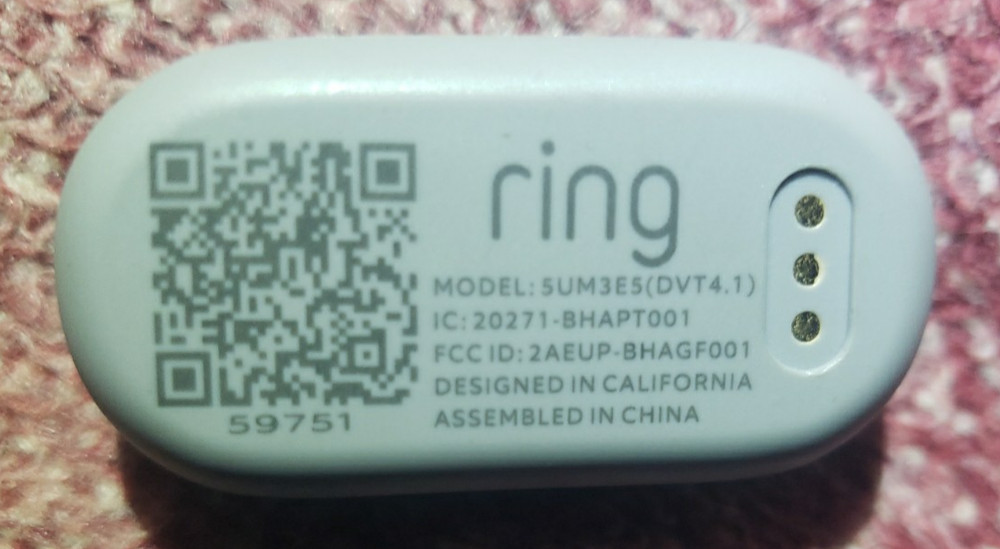 ring
MODEL: 5UM3E5(DVT4.1)
IC: 20271-BHAPT001
FCC ID: 2AEUP-BHAGF001
DESIGNED IN CALIFORNIA
ASSEMBLED IN CHINA
59751